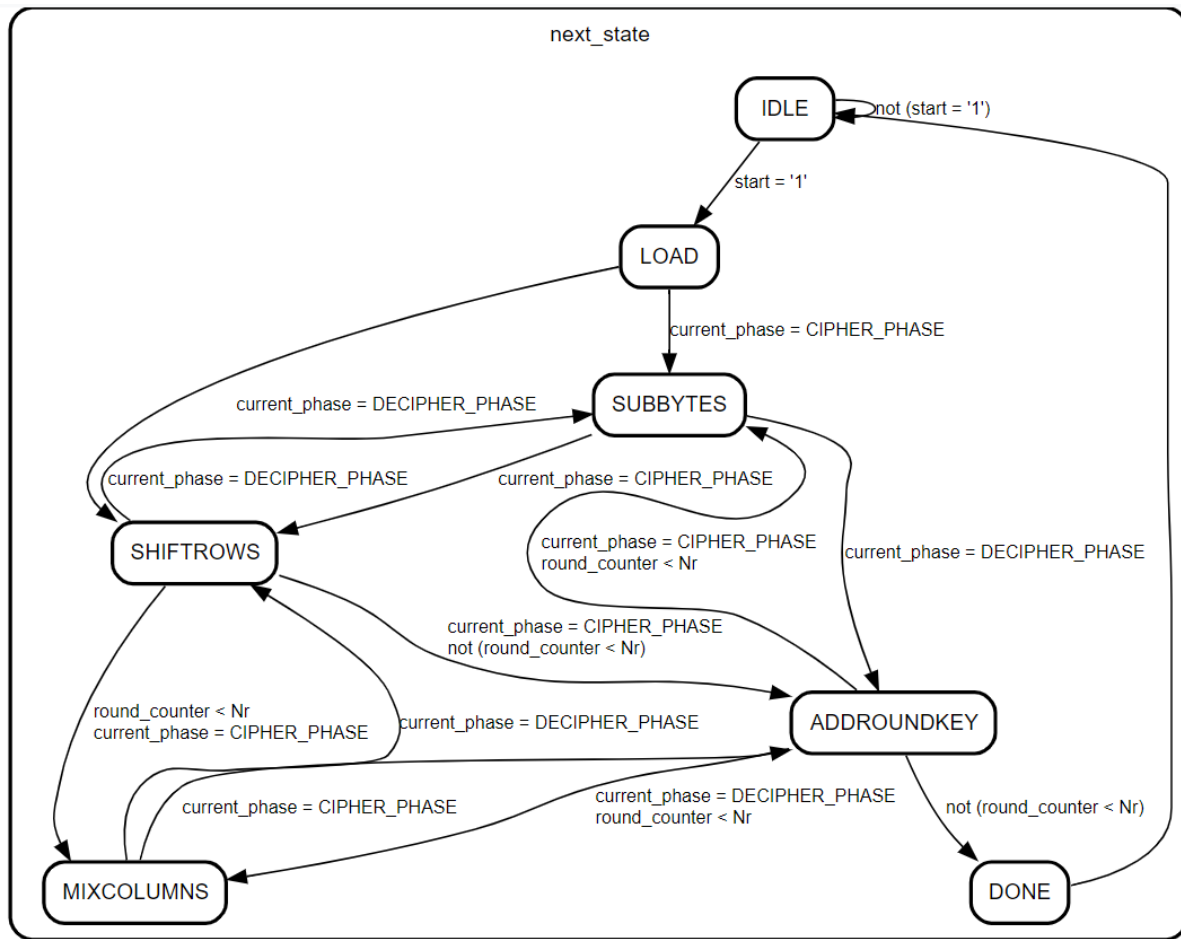 next_state
IDLE
not (start = '1')
start = '1'
LOAD
current_phase = CIPHER_PHASE
current_phase = DECIPHER_PHASE
SUBBYTES
current_phase = DECIPHER_PHASE
current_phase = CIPHER_PHASE
SHIFTROWS
current_phase = CIPHER_PHASE
round_counter < Nr
current_phase = DECIPHER_PHASE
current_phase = CIPHER_PHASE
not (round_counter < Nr)
round_counter < Nr
current_phase = CIPHER_PHASE
current_phase = DECIPHER_PHASE
ADDROUNDKEY
current_phase = CIPHER_PHASE
current_phase = DECIPHER_PHASE
round_counter < Nr
not (round_counter < Nr)
MIXCOLUMNS
DONE